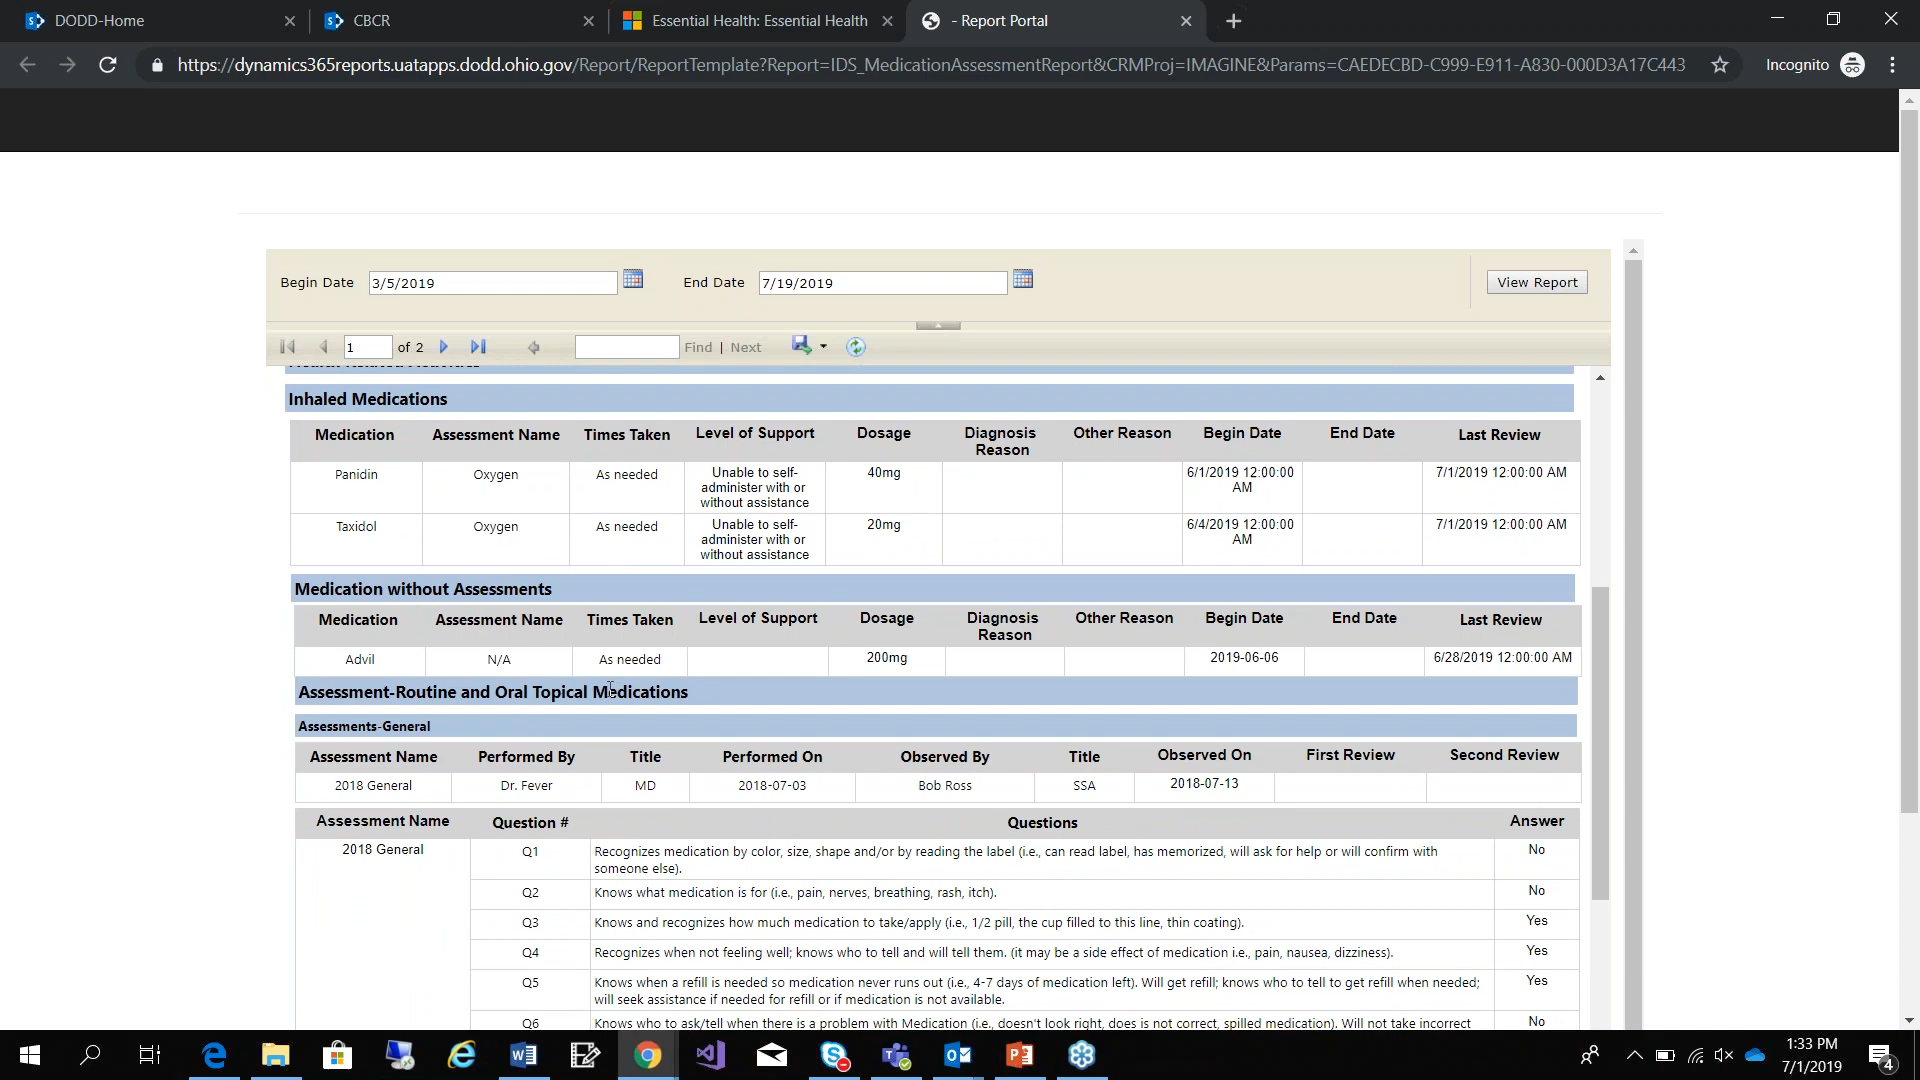 DODD-Home
CBCR
Essential Health: Essential Health
- Report Portal
https://dynamics365reports.uatapps.dodd.ohio.gov/Report/ReportTemplate?Report=IDS_MedicationAssessmentReport&CRMProj=IMAGINE&Params=CAEDECBD-C999-E911-A830-000D3A17C443
Incognito
Begin Date 3/5/2019 End Date 7/19/2019 View Report
1 of 2 Find | Next
Inhaled Medications
Medication Assessment Name Times Taken Level of Support Dosage Diagnosis Reason Other Reason Begin Date End Date Last Review
Panidin Oxygen As needed Unable to self-administer with or without assistance 40mg 6/1/2019 12:00:00 AM 7/1/2019 12:00:00 AM
Taxidol Oxygen As needed Unable to self-administer with or without assistance 20mg 6/4/2019 12:00:00 AM 7/1/2019 12:00:00 AM
Medication without Assessments
Medication Assessment Name Times Taken Level of Support Dosage Diagnosis Reason Other Reason Begin Date End Date Last Review
Advil N/A As needed 200mg 2019-06-06 6/28/2019 12:00:00 AM
Assessment-Routine and Oral Topical Medications
Assessments-General
Assessment Name Performed By Title Performed On Observed By Title Observed On First Review Second Review
2018 General Dr. Fever MD 2018-07-03 Bob Ross SSA 2018-07-13
Assessment Name Question # Questions Answer
2018 General Q1 Recognizes medication by color, size, shape and/or by reading the label (i.e., can read label, has memorized, will ask for help or will confirm with No
someone else).
Q2 Knows what medication is for (i.e., pain, nerves, breathing, rash, itch). No
Q3 Knows and recognizes how much medication to take/apply (i.e., 1/2 pill, the cup filled to this line, thin coating). Yes
Q4 Recognizes when not feeling well; knows who to tell and will tell them. (it may be a side effect of medication i.e., pain, nausea, dizziness). Yes
Q5 Knows when a refill is needed so medication never runs out (i.e., 4-7 days of medication left). Will get refill; knows who to tell to get refill when needed; Yes
will seek assistance if needed for refill or if medication is not available.
Q6 Knows who to ask/tell when there is a problem with Medication (i.e., doesn't look right, does is not correct, spilled medication). Will not take incorrect No
1:33 PM
7/1/2019
4